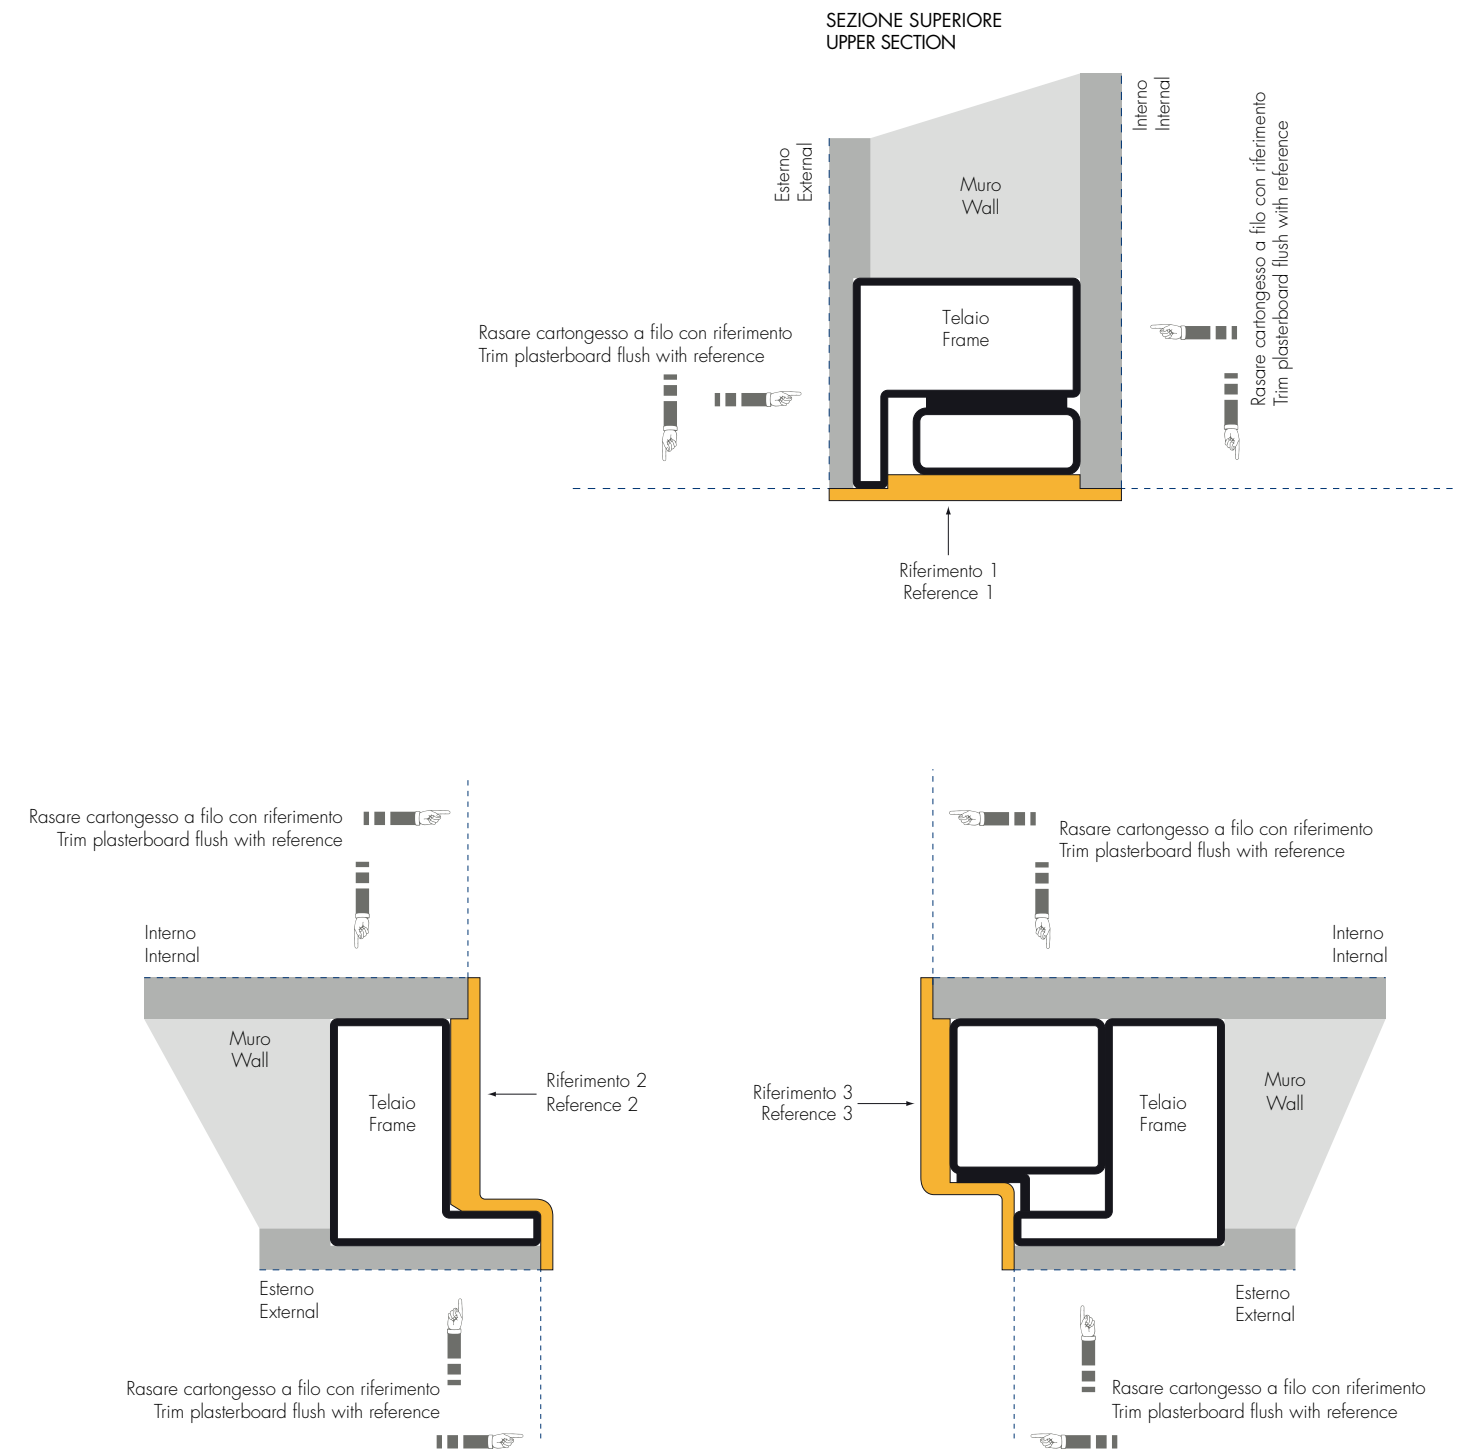 SEZIONE SUPERIORE
UPPER SECTION
Esterno
External
Interno
Internal
Muro
Wall
Rasare cartongesso a filo con riferimento
Trim plasterboard flush with reference
Telaio
Frame
Rasare cartongesso a filo con riferimento
Trim plasterboard flush with reference
Riferimento 1
Reference 1
Rasare cartongesso a filo con riferimento
Trim plasterboard flush with reference
Interno
Internal
Muro
Wall
Telaio
Frame
Riferimento 2
Reference 2
Esterno
External
Rasare cartongesso a filo con riferimento
Trim plasterboard flush with reference
Rasare cartongesso a filo con riferimento
Trim plasterboard flush with reference
Interno
Internal
Riferimento 3
Reference 3
Telaio
Frame
Muro
Wall
Esterno
External
Rasare cartongesso a filo con riferimento
Trim plasterboard flush with reference